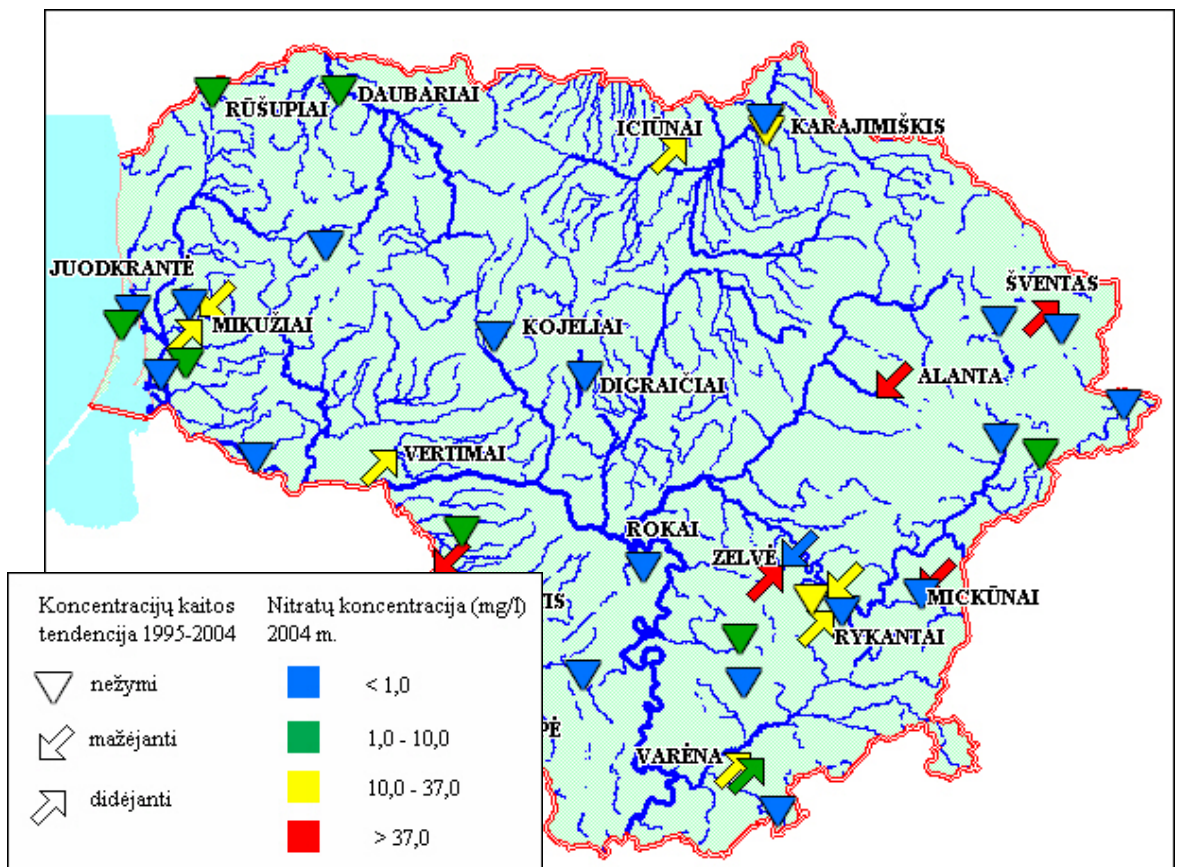 DAUBARIAI
RŪŠUPIAI
ICIŪNAI
KARAJIMIŠKIS
JUODKRANTĖ
ŠVENTAS
MIKUŽIAI
KOJELIAI
DIGRAIČIAI
ALANTA
VERTIMAI
ROKAI
ZELVĖ
MICKŪNAI
RYKANTAI
VARĖNA
TIS
PĖ
Koncentracijų kaitos
tendencija 1995-2004
nežymi
mažėjanti
didėjanti
Nitratų koncentracija (mg/l)
2004 m.
< 1,0
1,0 - 10,0
10,0 - 37,0
> 37,0